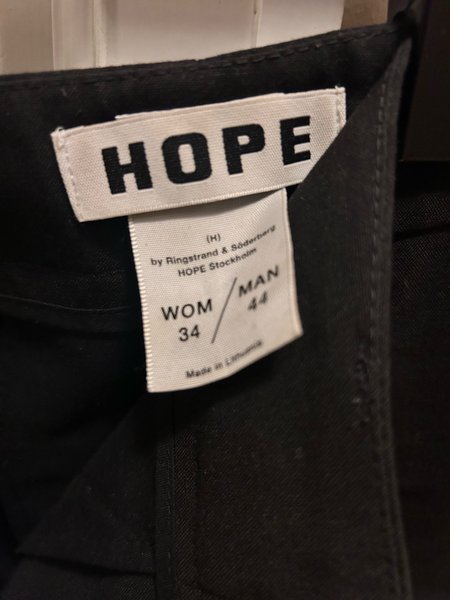 HOPE
(H)
by Ringstrand & Söderberg
HOPE Stockholm
WOM / MAN
34 44
Made in Lithuania